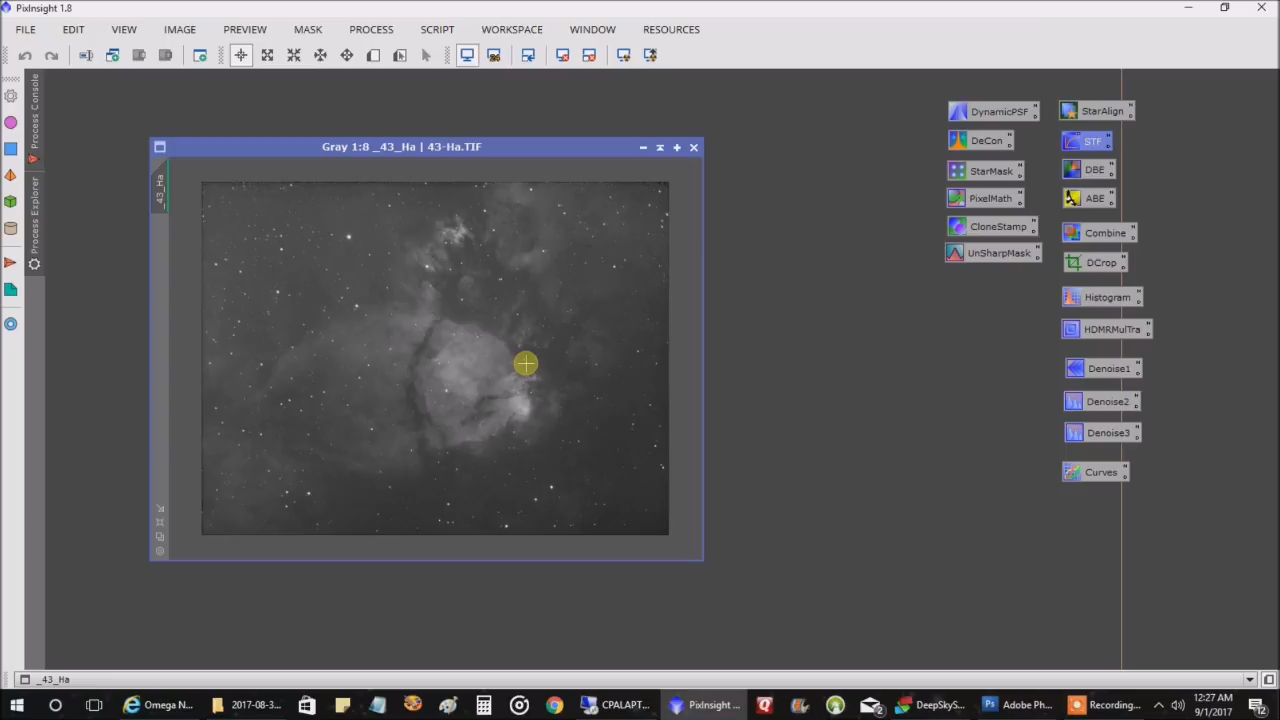 PixInsight 1.8
FILE EDIT VIEW IMAGE PREVIEW MASK PROCESS SCRIPT WORKSPACE WINDOW RESOURCES
Process Console
Process Explorer
Gray 1:8 _43_Ha | 43-Ha.TIF
_43_Ha
DynamicPSF
DeCon
StarMask
PixelMath
CloneStamp
UnSharpMask
StarAlign
STF
DBE
ABE
Combine
DCrop
Histogram
HDMRMulTra
Denoise1
Denoise2
Denoise3
Curves
_43_Ha
Omega N...
2017-08-3...
CPALAPT...
PixInsight ...
2
DeepSkyS...
Adobe Ph...
Recording...
12:27 AM
9/1/2017
12